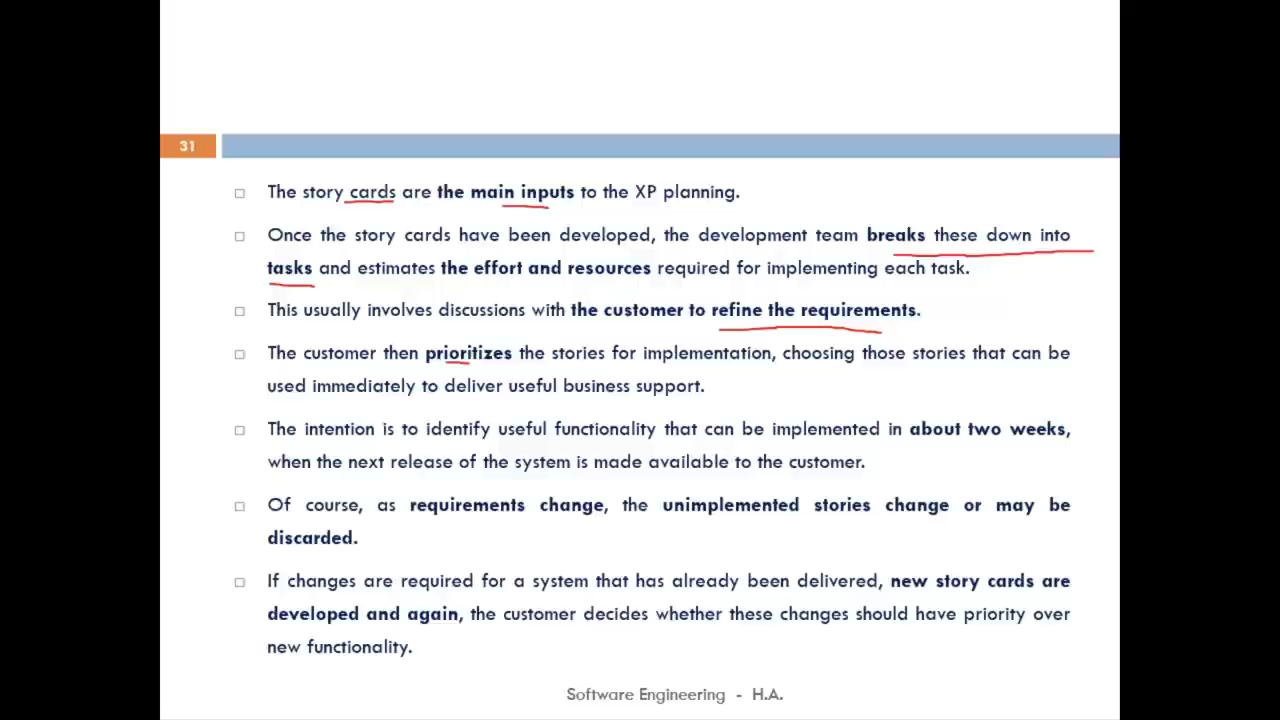 31
The story cards are the main inputs to the XP planning.
Once the story cards have been developed, the development team breaks these down into
tasks and estimates the effort and resources required for implementing each task.
This usually involves discussions with the customer to refine the requirements.
The customer then prioritizes the stories for implementation, choosing those stories that can be
used immediately to deliver useful business support.
The intention is to identify useful functionality that can be implemented in about two weeks,
when the next release of the system is made available to the customer.
Of course, as requirements change, the unimplemented stories change or may be
discarded.
If changes are required for a system that has already been delivered, new story cards are
developed and again, the customer decides whether these changes should have priority over
new functionality.
Software Engineering - H.A.